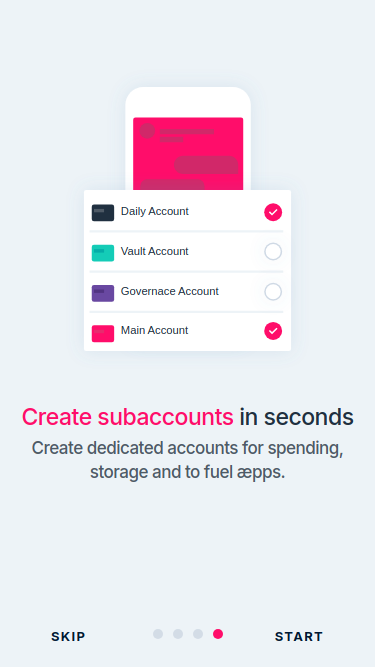 Daily Account
Vault Account
Governace Account
Main Account
Create subaccounts in seconds
Create dedicated accounts for spending,
storage and to fuel æpps.
SKIP
START